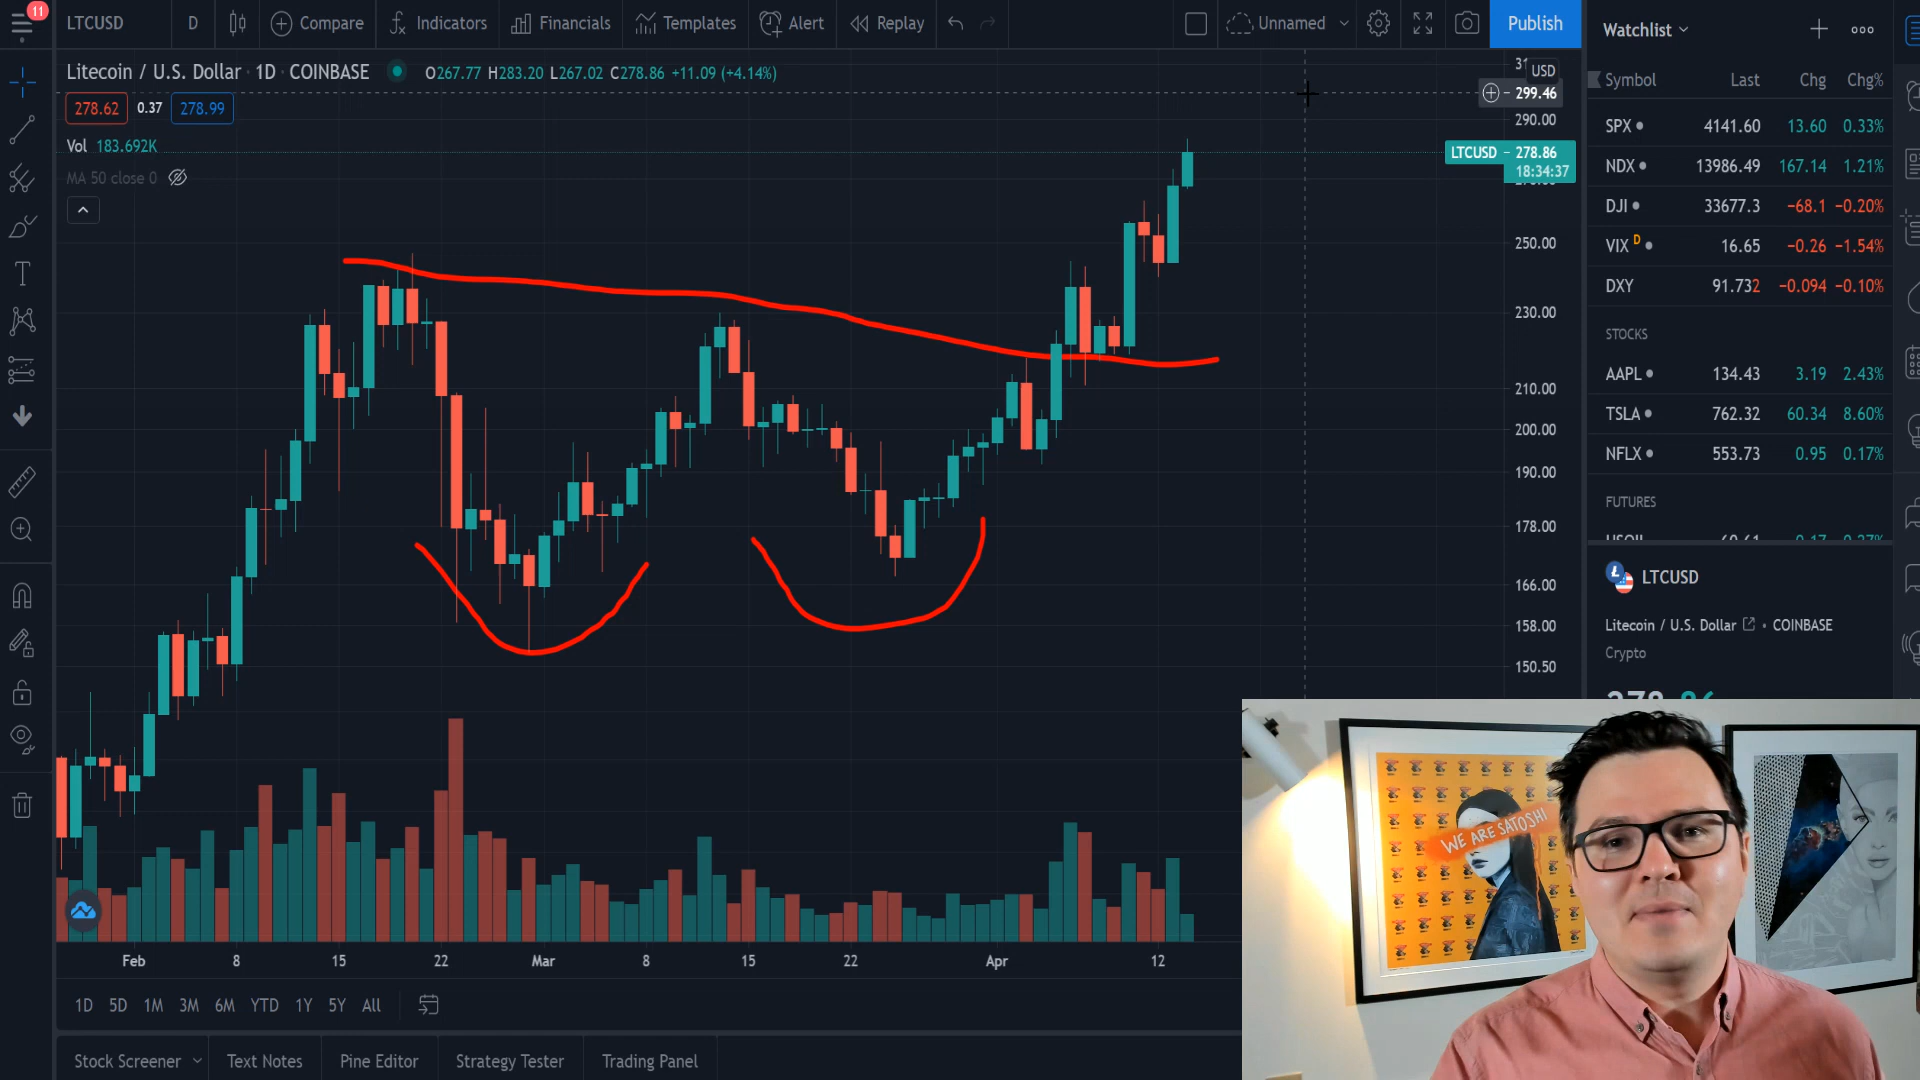 11
LTCUSD D Compare Indicators Financials Templates Alert Replay Unnamed Publish
Litecoin / U.S. Dollar · 1D · COINBASE O267.77 H283.20 L267.02 C278.86 +11.09 (+4.14%)
278.62 0.37 278.99
Vol 183.692K
MA 50 close 0
USD
299.46
290.00
LTCUSD 278.86
18:34:37
250.00
230.00
210.00
200.00
190.00
178.00
166.00
158.00
150.50
Feb 8 15 22 Mar 8 15 22 Apr 12
1D 5D 1M 3M 6M YTD 1Y 5Y All
Stock Screener Text Notes Pine Editor Strategy Tester Trading Panel
Watchlist
Symbol Last Chg Chg%
SPX 4141.60 13.60 0.33%
NDX 13986.49 167.14 1.21%
DJI 33677.3 −68.1 −0.20%
VIX D 16.65 −0.26 −1.54%
DXY 91.732 −0.094 −0.10%
STOCKS
AAPL 134.43 3.19 2.43%
TSLA 762.32 60.34 8.60%
NFLX 553.73 0.95 0.17%
FUTURES
LTCUSD
Litecoin / U.S. Dollar · COINBASE
Crypto
WE ARE SATOSHI